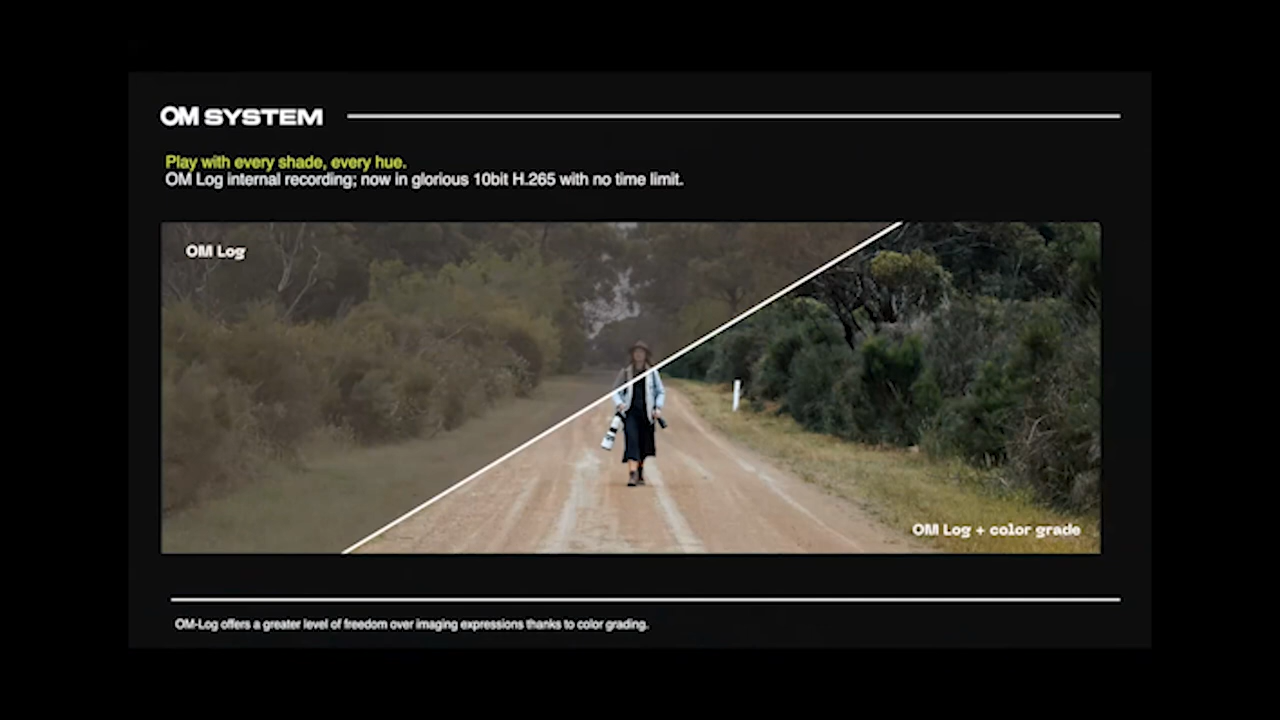 OM SYSTEM
Play with every shade, every hue.
OM Log internal recording; now in glorious 10bit H.265 with no time limit.
OM Log
OM Log + color grade
OM-Log offers a greater level of freedom over imaging expressions thanks to color grading.